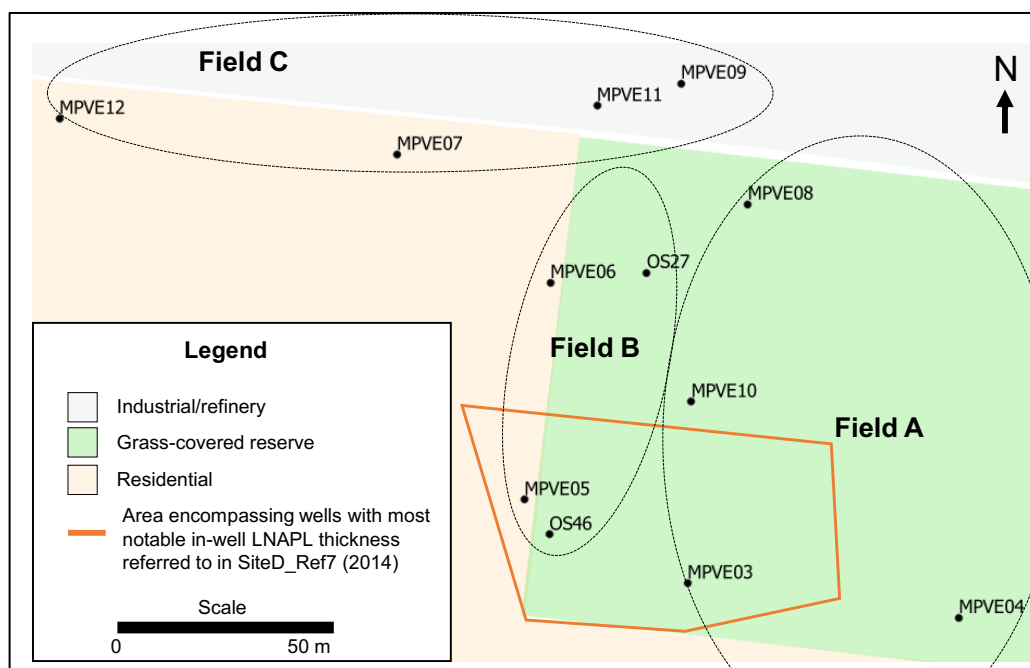 Field C
MPVE09
N
MPVE11
MPVE12
MPVE07
MPVE08
OS27
MPVE06
Field B
MPVE10
Field A
MPVE05
OS46
MPVE03
MPVE04
Legend
Industrial/refinery
Grass-covered reserve
Residential
Area encompassing wells with most
notable in-well LNAPL thickness
referred to in SiteD_Ref7 (2014)
Scale
0 50 m